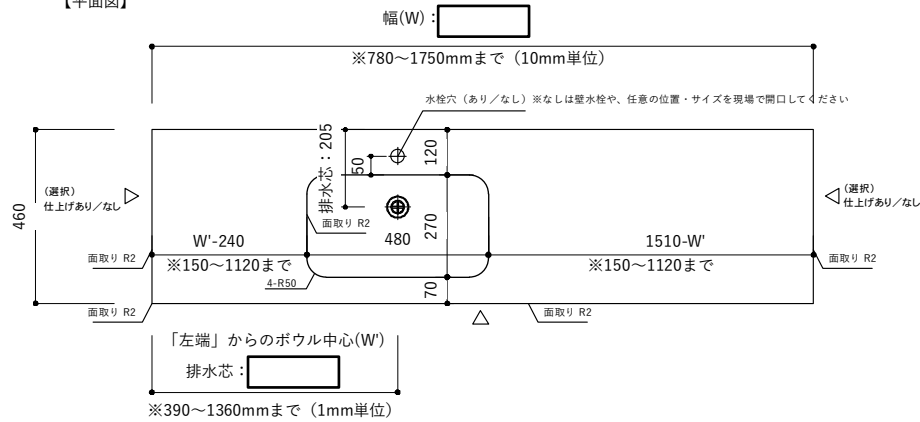 【平面図】
幅(W)：
※780～1750mmまで（10mm単位）
水栓穴（あり／なし）※なしは壁水栓や、任意の位置・サイズを現場で開口してください
460
(選択)
仕上げあり／なし
排水芯：205
50
120
(選択)
仕上げあり／なし
面取り R2
480
270
W'-240
1510-W'
面取り R2
※150～1120まで
※150～1120まで
面取り R2
4-R50
70
面取り R2
面取り R2
「左端」からのボウル中心(W')
排水芯：
※390～1360mmまで（1mm単位）